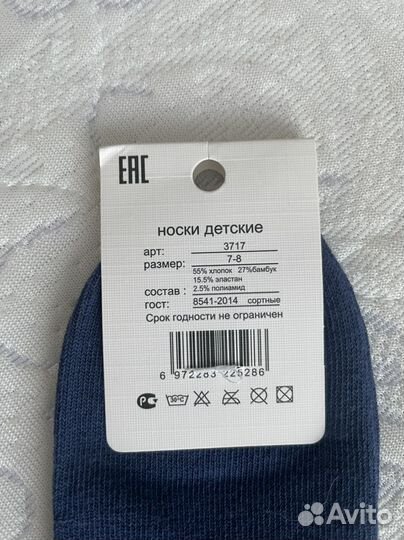 EAC
НОСКИ ДЕТСКИЕ
арт: 3717
размер: 7-8
55% хлопок 27%бамбук
15.5% эластан
состав : 2.5% полиамид
гост: 8541-2014 сортные
Срок годности не ограничен
6 972283 225286
30°C
Avito